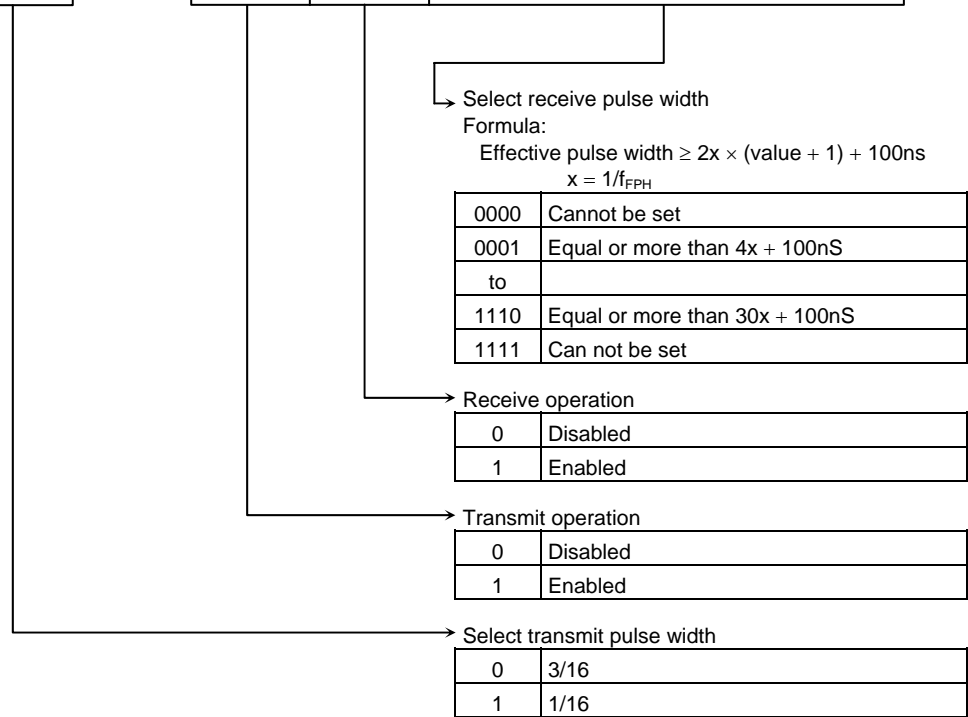 Select receive pulse width
Formula:
Effective pulse width ≥ 2x × (value + 1) + 100ns
x = 1/fFPH
0000 Cannot be set
0001 Equal or more than 4x + 100nS
to
1110 Equal or more than 30x + 100nS
1111 Can not be set
Receive operation
0 Disabled
1 Enabled
Transmit operation
0 Disabled
1 Enabled
Select transmit pulse width
0 3/16
1 1/16